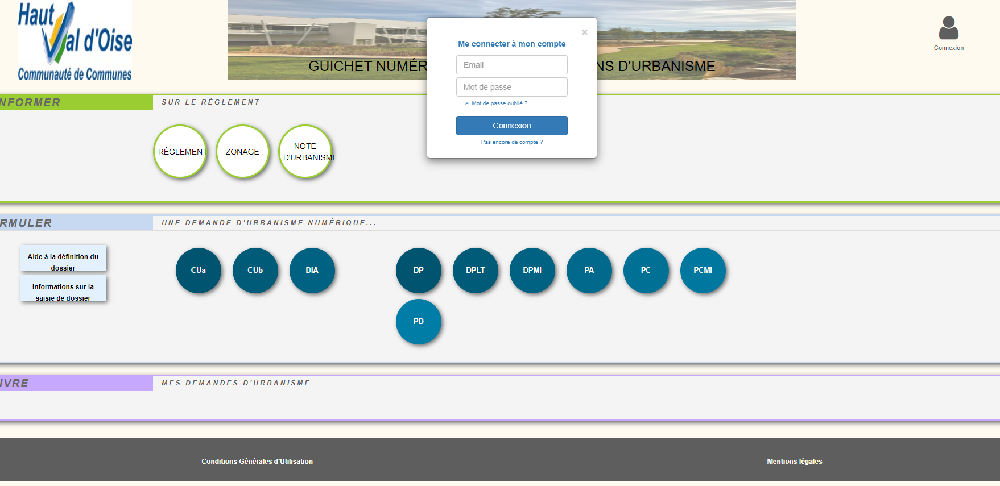 Haut
Val d'Oise
Communauté de Communes
GUICHET NUMÉR
NS D'URBANISME
Connexion
×
Me connecter à mon compte
Email
Mot de passe
➢ Mot de passe oublié ?
Connexion
Pas encore de compte ?
NFORMER
SUR LE RÈGLEMENT
RÈGLEMENT
ZONAGE
NOTE
D'URBANISME
RMULER
UNE DEMANDE D'URBANISME NUMÉRIQUE...
Aide à la définition du
dossier
Informations sur la
saisie de dossier
CUa
CUb
DIA
DP
DPLT
DPMI
PA
PC
PCMI
PD
IVRE
MES DEMANDES D'URBANISME
Conditions Générales d'Utilisation
Mentions légales